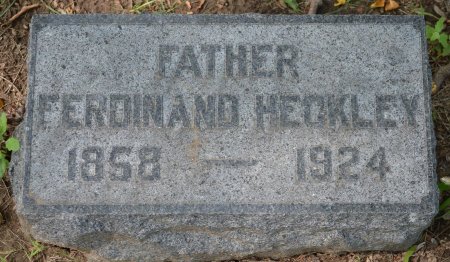 FATHER
FERDINAND HECKLEY
1858 — 1924